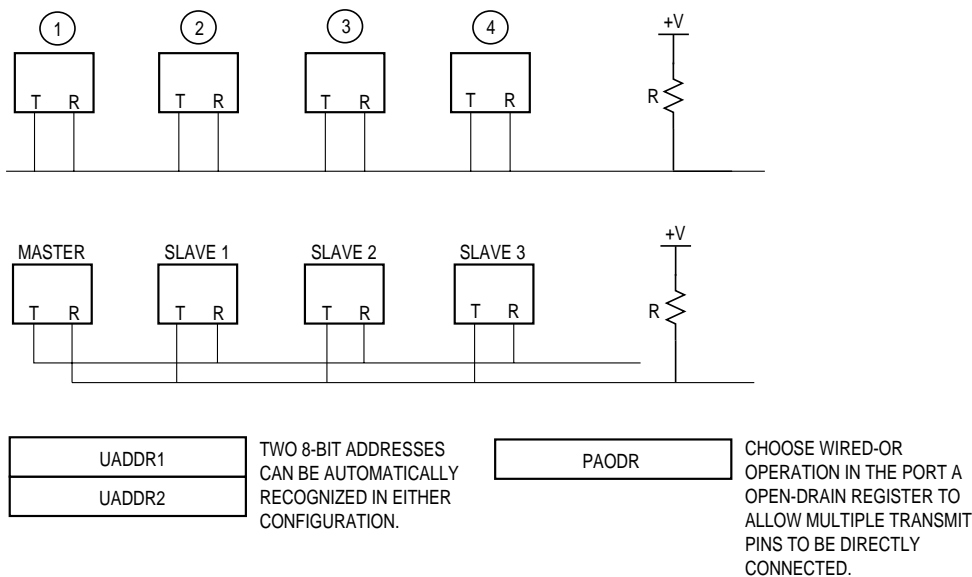 1 2 3 4 +V
T R T R T R T R R
MASTER SLAVE 1 SLAVE 2 SLAVE 3 +V
T R T R T R T R R
UADDR1
UADDR2
TWO 8-BIT ADDRESSES
CAN BE AUTOMATICALLY
RECOGNIZED IN EITHER
CONFIGURATION.
PAODR
CHOOSE WIRED-OR
OPERATION IN THE PORT A
OPEN-DRAIN REGISTER TO
ALLOW MULTIPLE TRANSMIT
PINS TO BE DIRECTLY
CONNECTED.